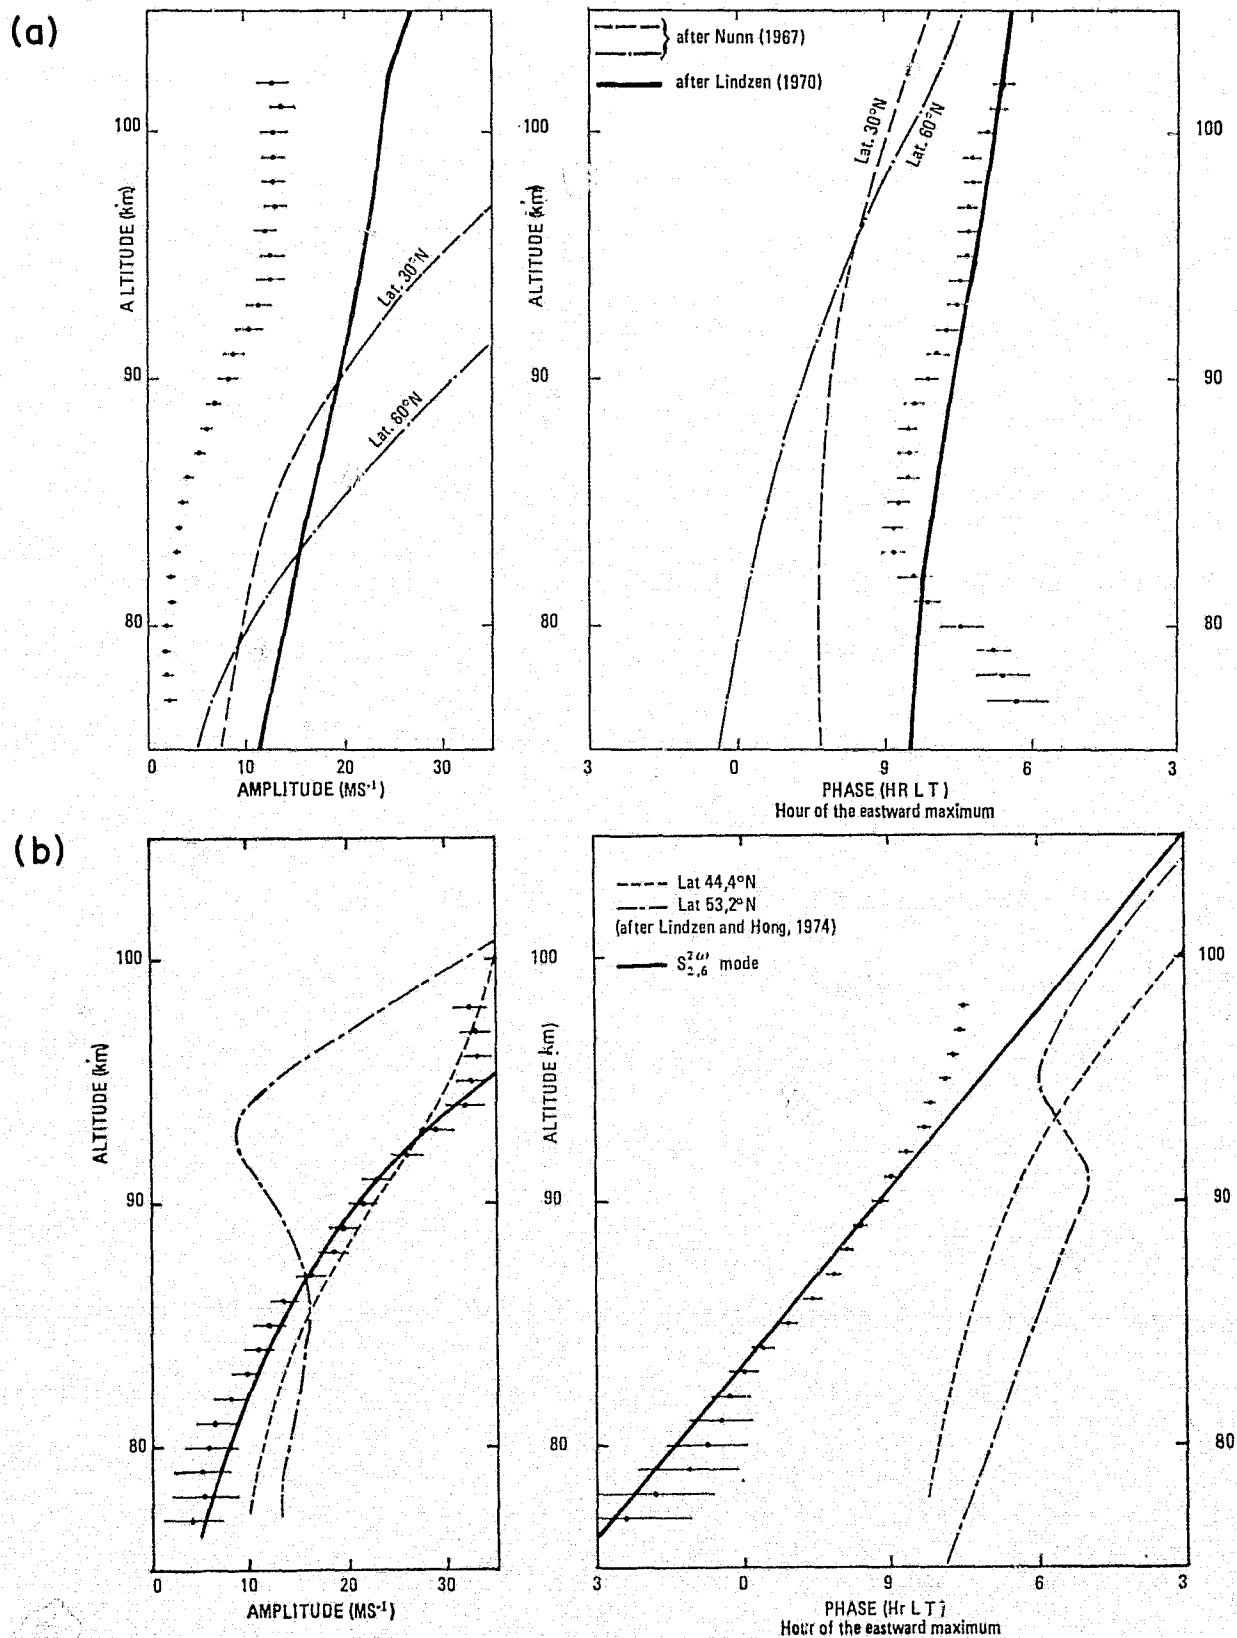 (a)
after Nunn (1967)
after Lindzen (1970)
Lat. 30°N
Lat. 60°N
Lat. 30°N
Lat. 60°N
ALTITUDE (km)
100
90
80
0 10 20 30
AMPLITUDE (MS⁻¹)
ALTITUDE (km)
100
90
80
100
90
80
3 0 9 6 3
PHASE (HR L T)
Hour of the eastward maximum
(b)
Lat 44,4°N
Lat 53,2°N
(after Lindzen and Hong, 1974)
mode
ALTITUDE (km)
100
90
80
0 10 20 30
AMPLITUDE (MS⁻¹)
ALTITUDE km)
100
90
80
100
90
80
3 0 9 6 3
PHASE (Hr L T)
Hour of the eastward maximum